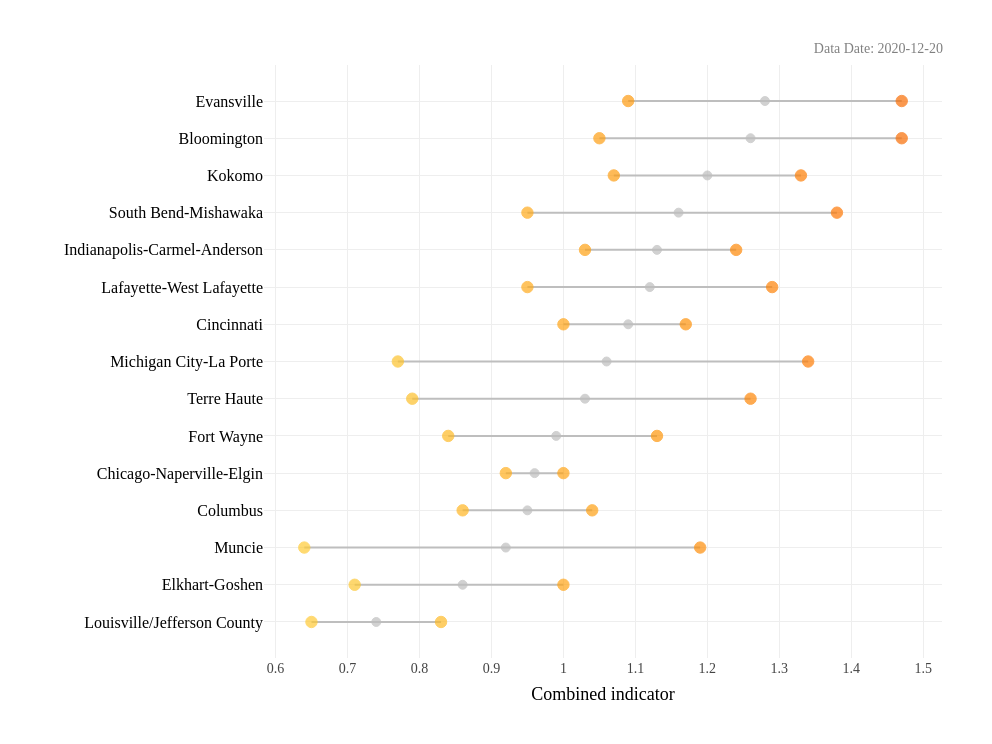 Data Date: 2020-12-20
Evansville
Bloomington
Kokomo
South Bend-Mishawaka
Indianapolis-Carmel-Anderson
Lafayette-West Lafayette
Cincinnati
Michigan City-La Porte
Terre Haute
Fort Wayne
Chicago-Naperville-Elgin
Columbus
Muncie
Elkhart-Goshen
Louisville/Jefferson County
0.6 0.7 0.8 0.9 1 1.1 1.2 1.3 1.4 1.5
Combined indicator